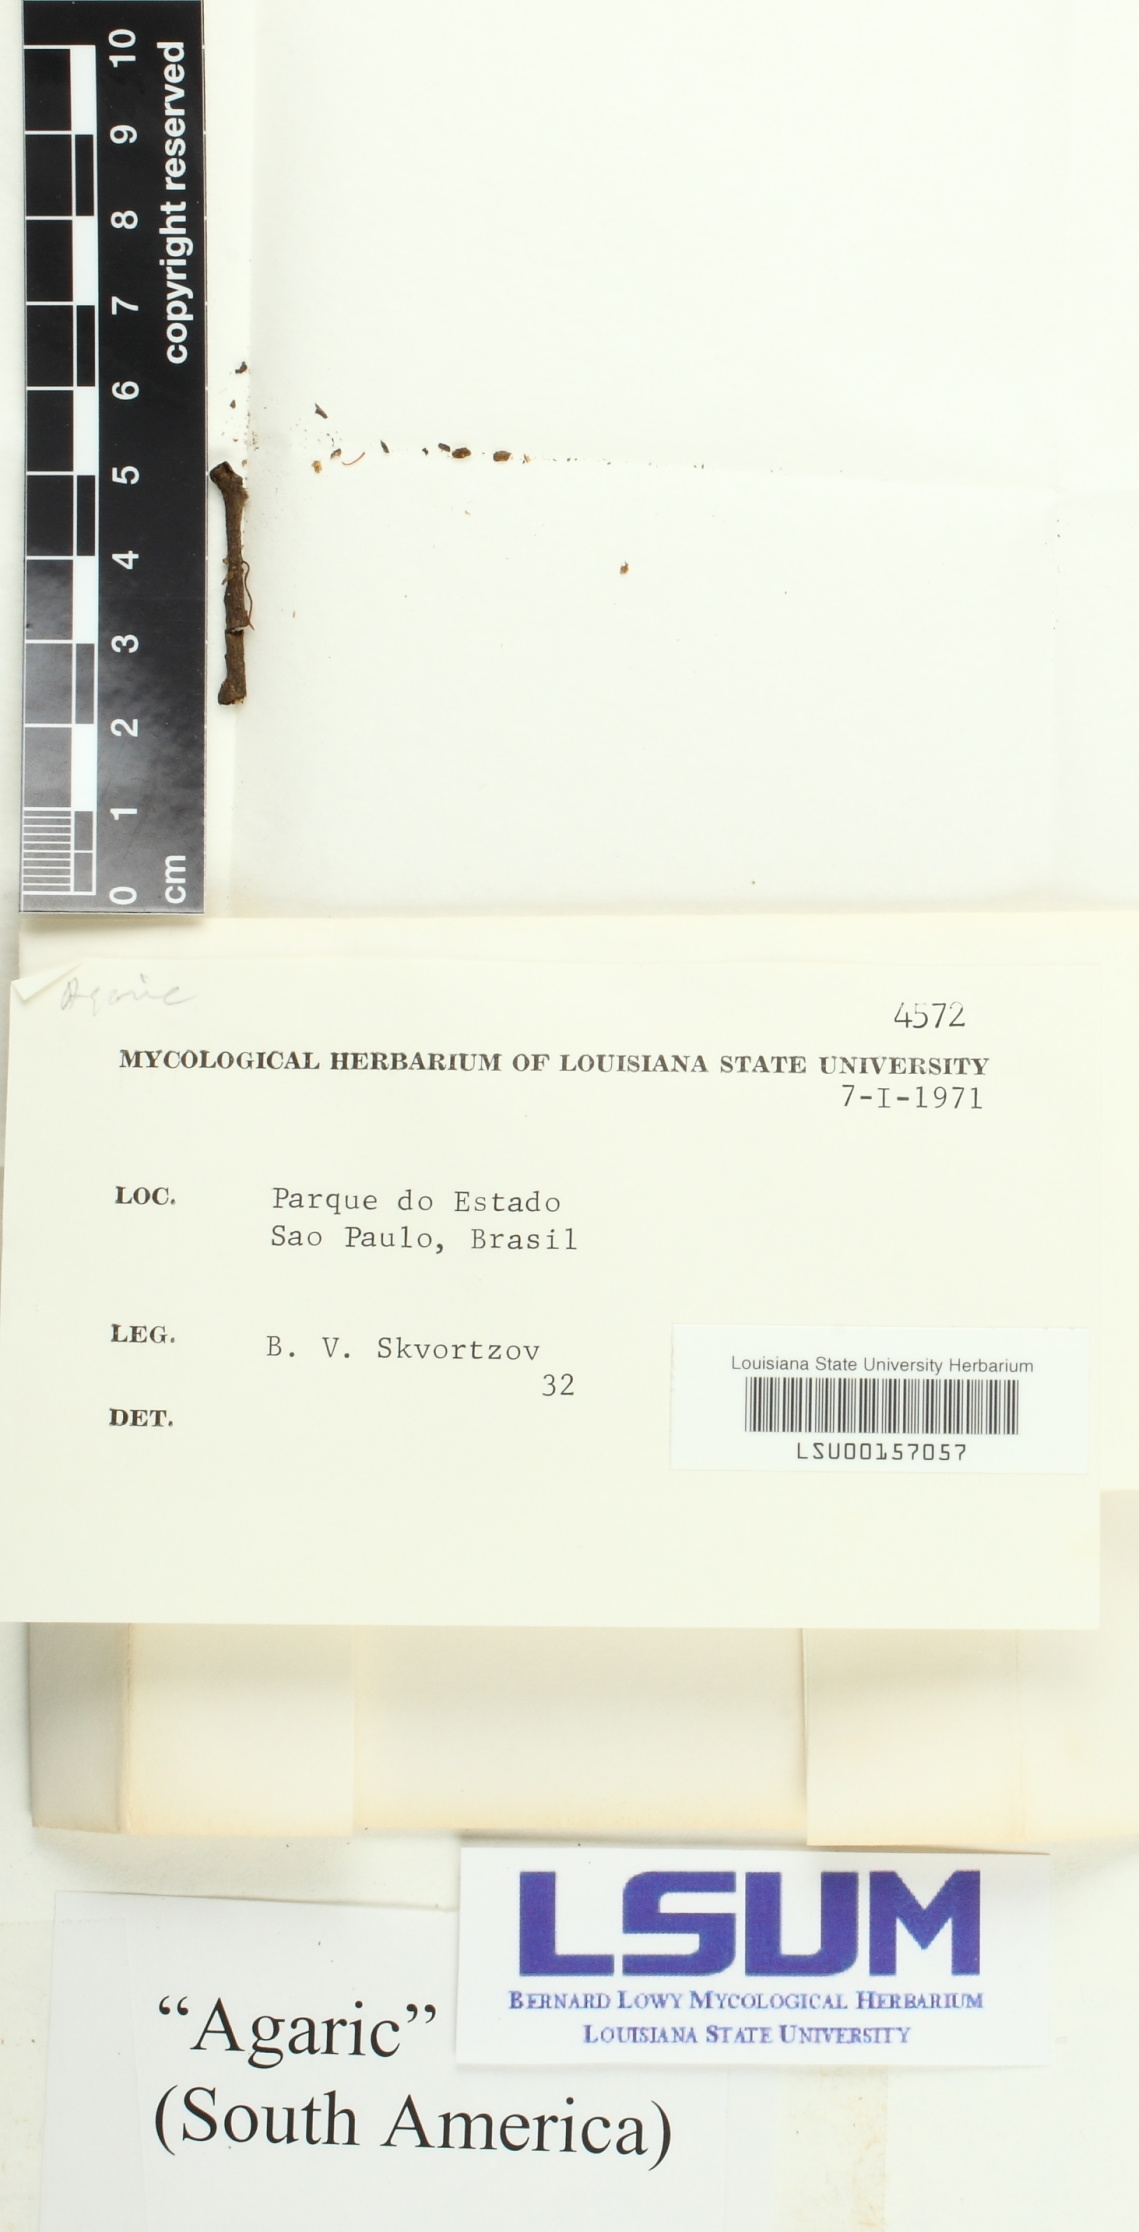 10
9
8
7
6
5
4
3
2
1
0
cm
copyright reserved
Agaric
4572
MYCOLOGICAL HERBARIUM OF LOUISIANA STATE UNIVERSITY
7-I-1971
LOC. Parque do Estado
Sao Paulo, Brasil
LEG. B. V. Skvortzov
32
DET.
Louisiana State University Herbarium
LSU00157057
LSUM
BERNARD LOWY MYCOLOGICAL HERBARIUM
LOUISIANA STATE UNIVERSITY
“Agaric”
(South America)